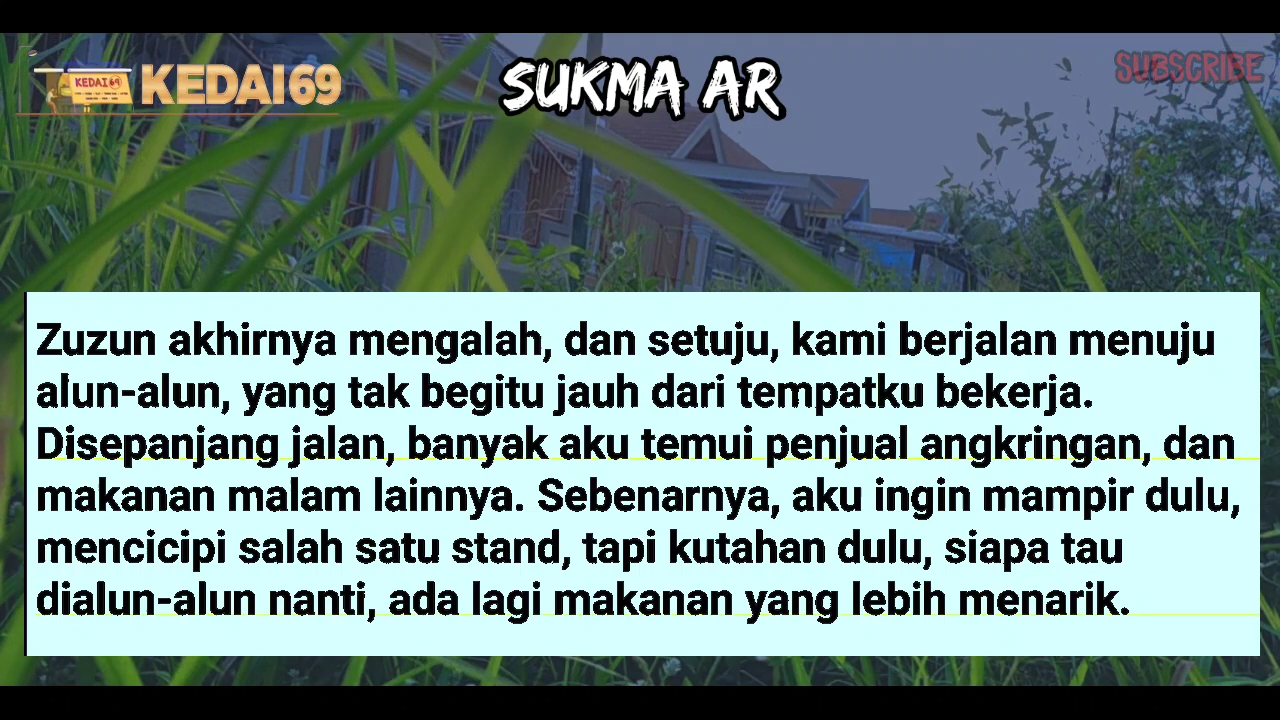 KEDAI69
KEDAI69
SUKMA AR
SUBSCRIBE
Zuzun akhirnya mengalah, dan setuju, kami berjalan menuju
alun-alun, yang tak begitu jauh dari tempatku bekerja.
Disepanjang jalan, banyak aku temui penjual angkringan, dan
makanan malam lainnya. Sebenarnya, aku ingin mampir dulu,
mencicipi salah satu stand, tapi kutahan dulu, siapa tau
dialun-alun nanti, ada lagi makanan yang lebih menarik.